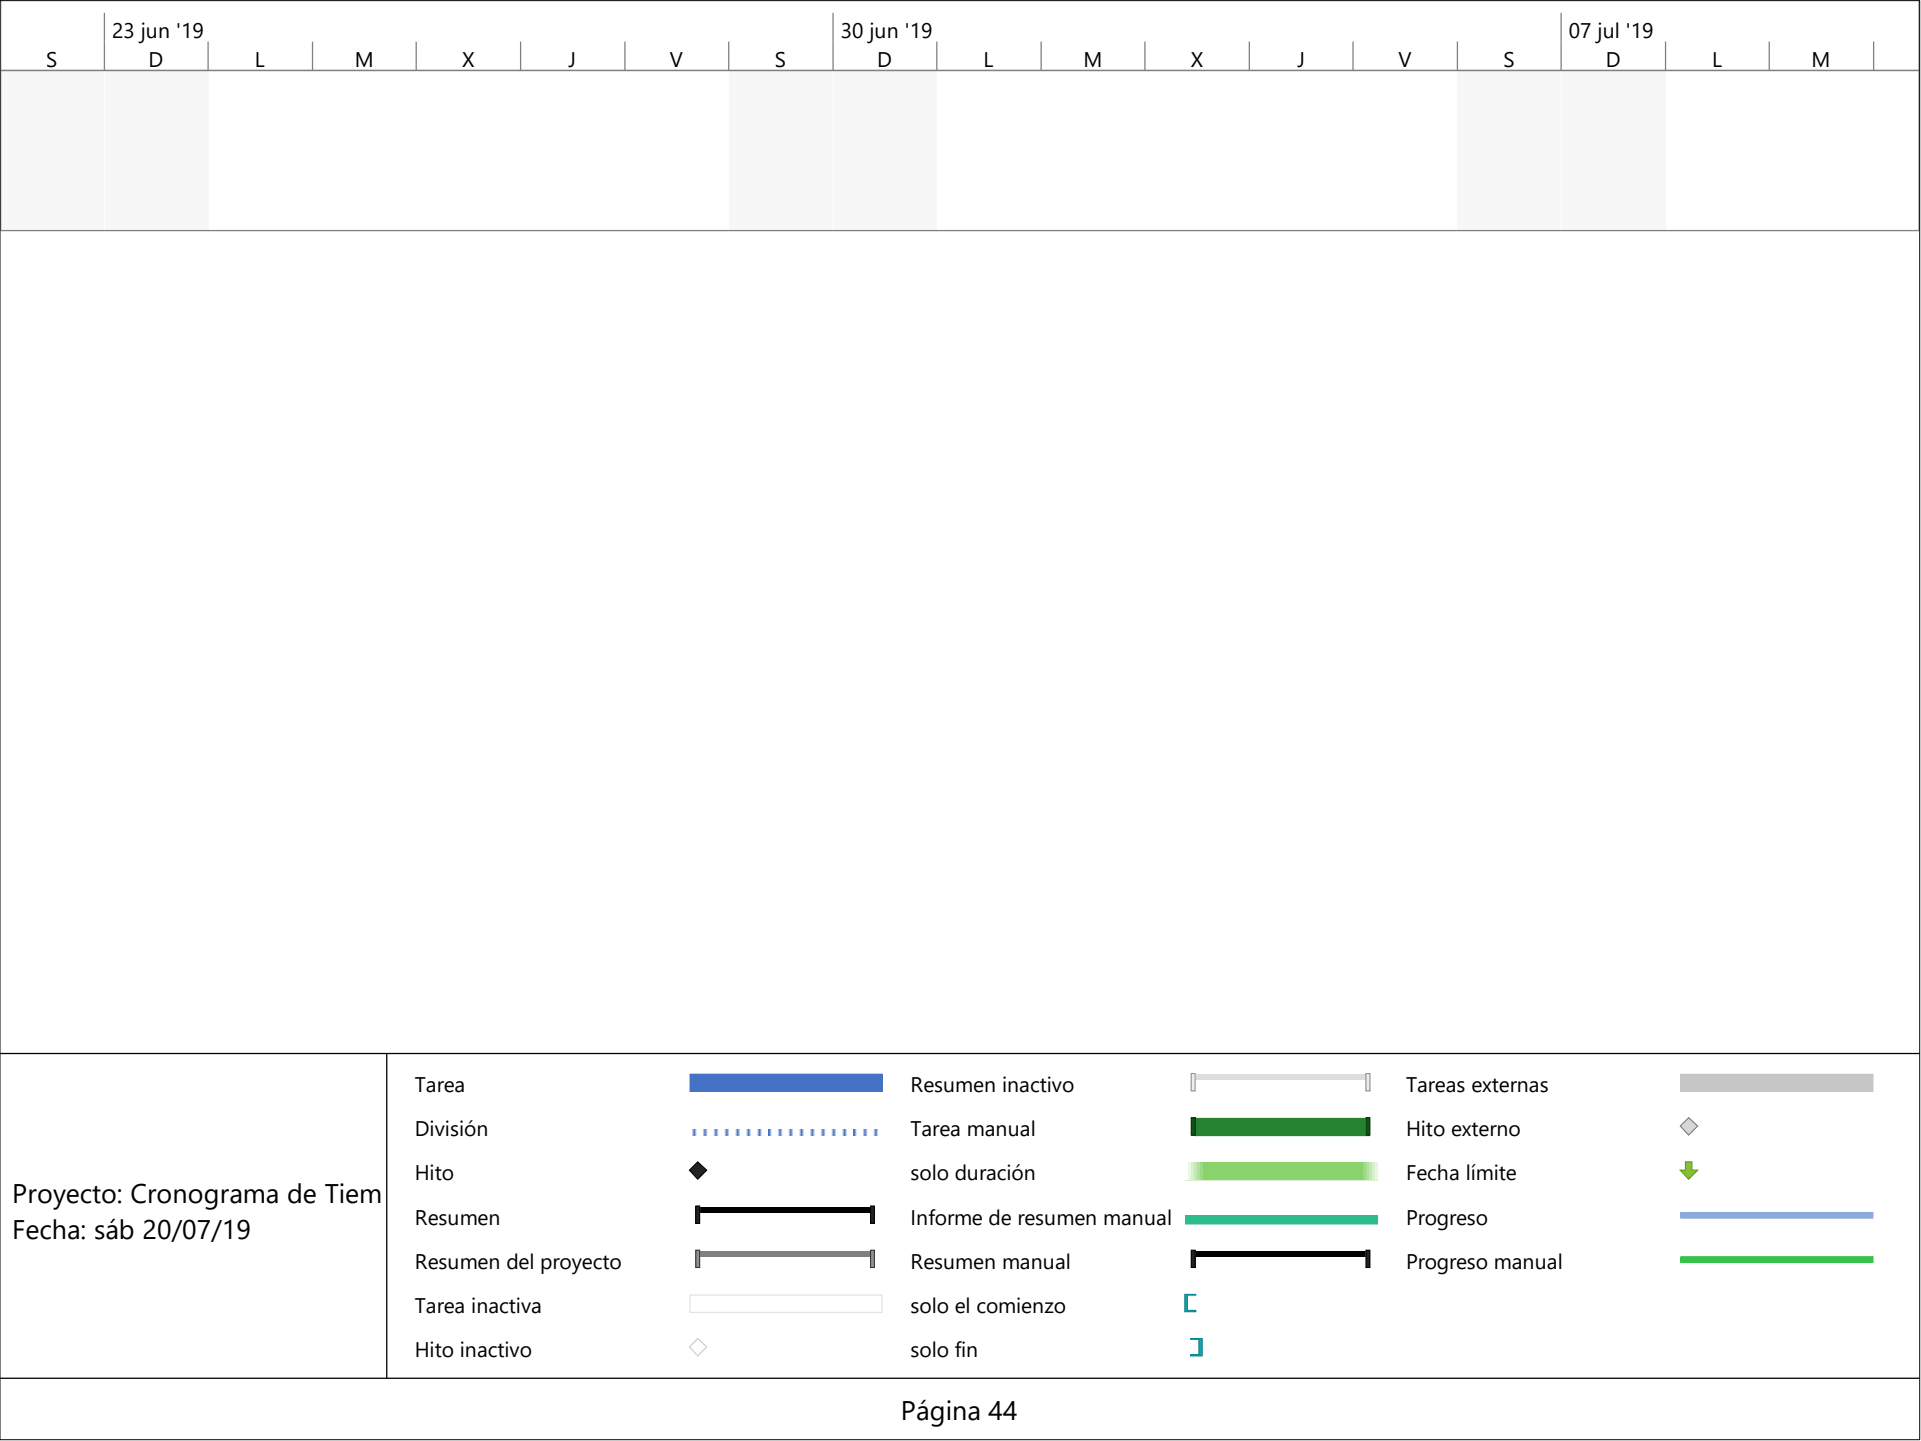 23 jun '19 30 jun '19 07 jul '19
S D L M X J V S D L M X J V S D L M
Tarea Resumen inactivo Tareas externas
División Tarea manual Hito externo
Hito solo duración Fecha límite
Proyecto: Cronograma de Tiem
Resumen Informe de resumen manual Progreso
Fecha: sáb 20/07/19
Resumen del proyecto Resumen manual Progreso manual
Tarea inactiva solo el comienzo
Hito inactivo solo fin
Página 44